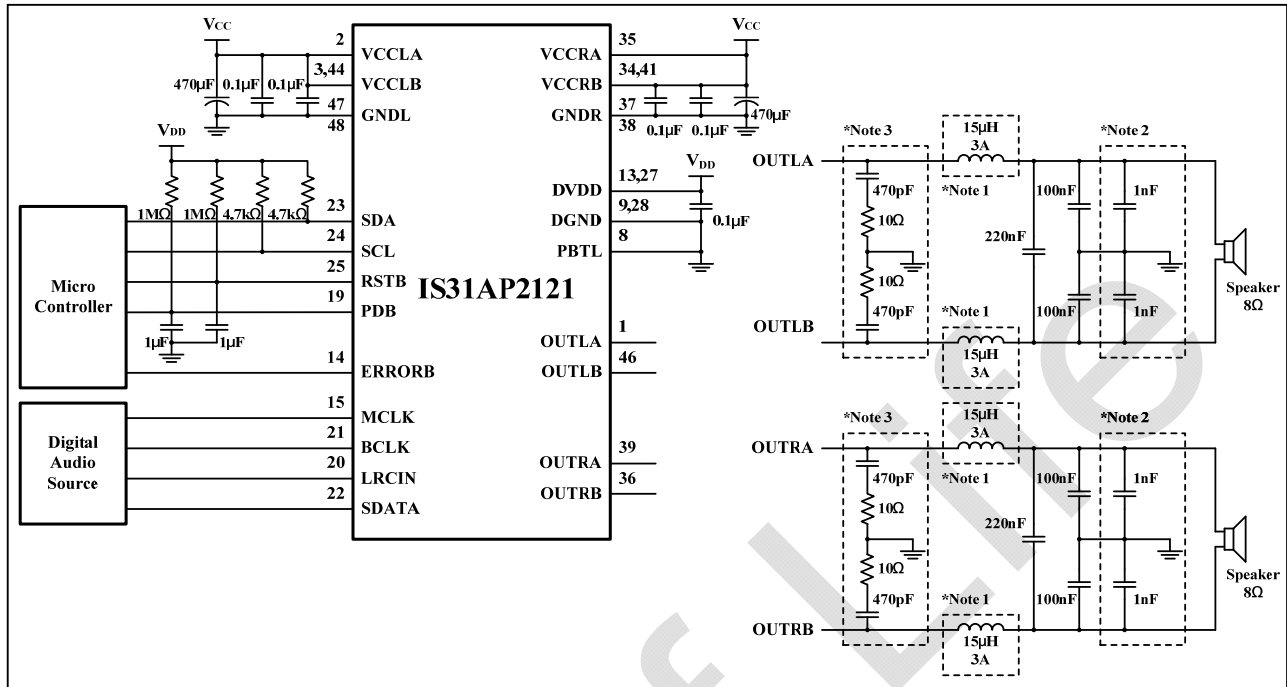 VCC
2
VCCLA
3,44
VCCLB
470μF
0.1μF
0.1μF
47
GNDL
48
VDD
1MΩ
1MΩ
4.7kΩ
4.7kΩ
23
SDA
24
SCL
25
RSTB
19
PDB
1μF
1μF
14
ERRORB
15
MCLK
21
BCLK
20
LRCIN
22
SDATA
Micro
Controller
Digital
Audio
Source
IS31AP2121
VCC
35
VCCRA
34,41
VCCRB
37
GNDR
38
0.1μF
0.1μF
470μF
VDD
13,27
DVDD
9,28
DGND
0.1μF
8
PBTL
1
OUTLA
46
OUTLB
39
OUTRA
36
OUTRB
*Note 3
15μH
3A
*Note 2
OUTLA
*Note 1
470pF
10Ω
10Ω
470pF
220nF
100nF
1nF
100nF
1nF
Speaker
8Ω
OUTLB
*Note 1
15μH
3A
*Note 3
15μH
3A
*Note 2
OUTRA
*Note 1
470pF
10Ω
10Ω
470pF
220nF
100nF
1nF
100nF
1nF
Speaker
8Ω
OUTRB
*Note 1
15μH
3A
f Life